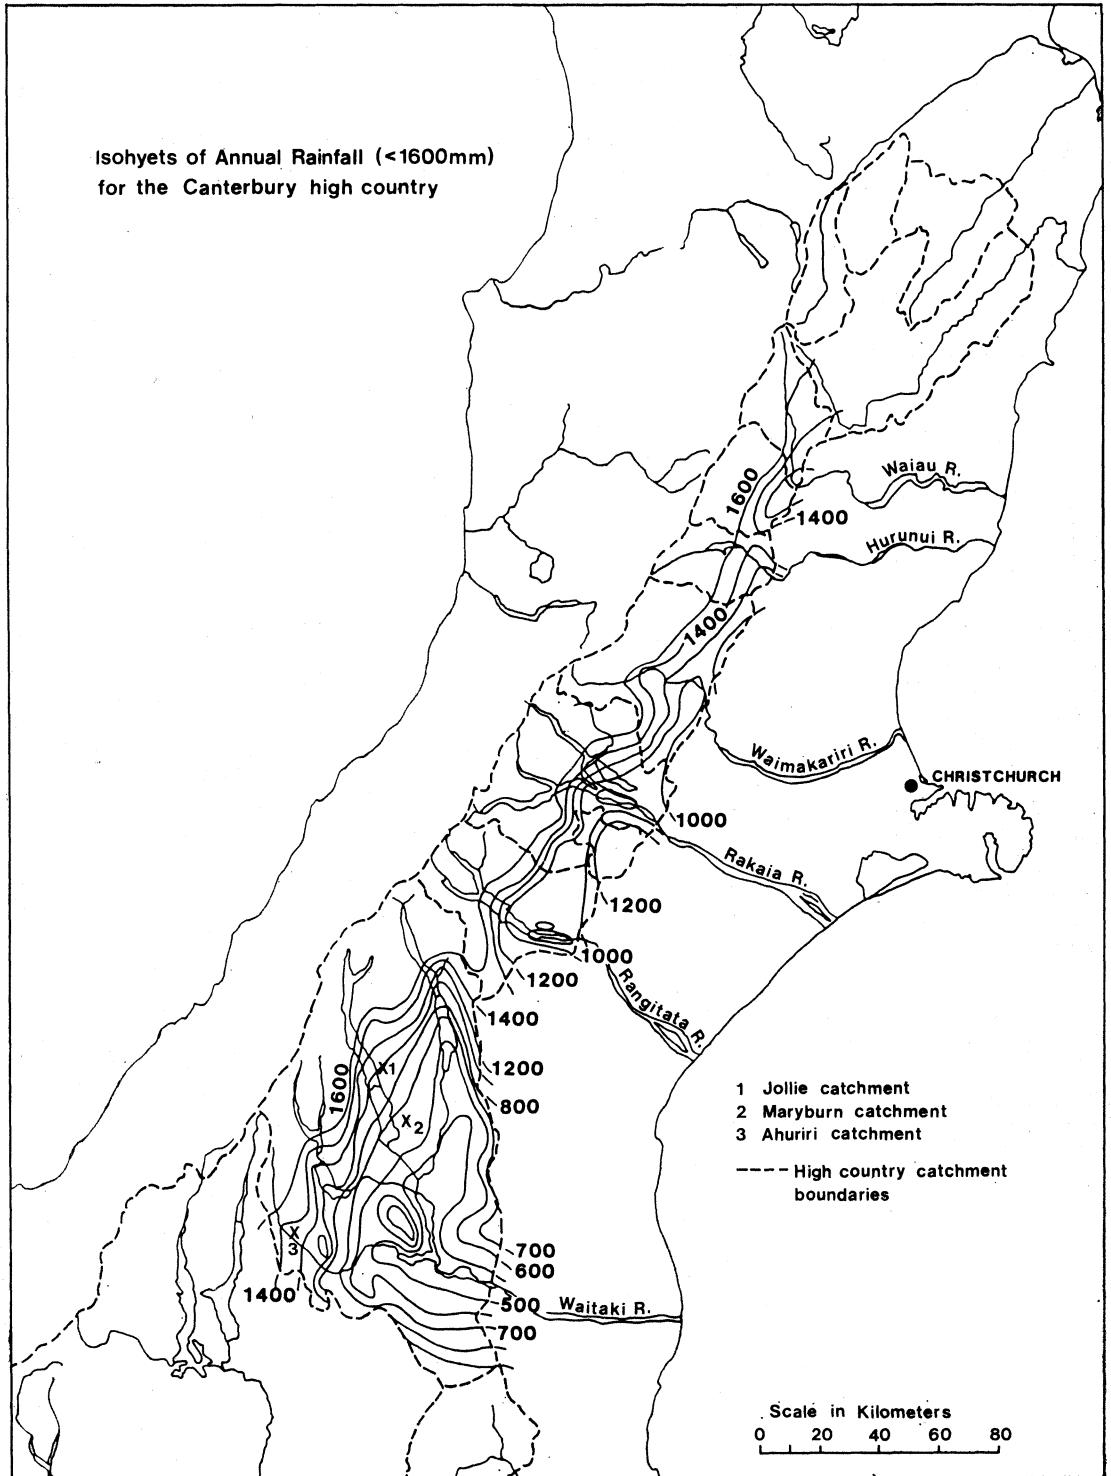 Isohyets of Annual Rainfall (<1600mm)
for the Canterbury high country
Waiau R.
1600
1400
Hurunui R.
1400
Waimakariri R.
CHRISTCHURCH
1000
Rakaia R.
1200
1000
1200
Rangitata R.
1400
1600
X1
1200
800
X2
1 Jollie catchment
2 Maryburn catchment
3 Ahuriri catchment
High country catchment
boundaries
X
3
700
600
1400
500
Waitaki R.
700
Scale in Kilometers
0 20 40 60 80